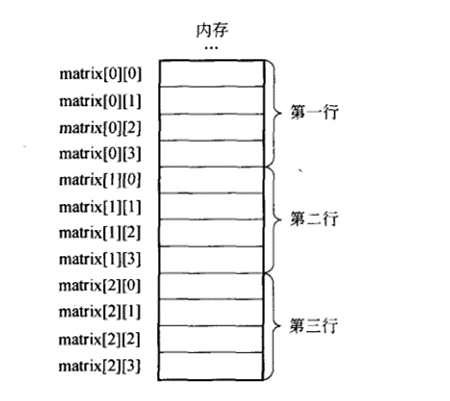 内存
...
matrix[0][0]
matrix[0][1]
matrix[0][2]
matrix[0][3]
第一行
matrix[1][0]
matrix[1][1]
matrix[1][2]
matrix[1][3]
第二行
matrix[2][0]
matrix[2][1]
matrix[2][2]
matrix[2][3]
第三行